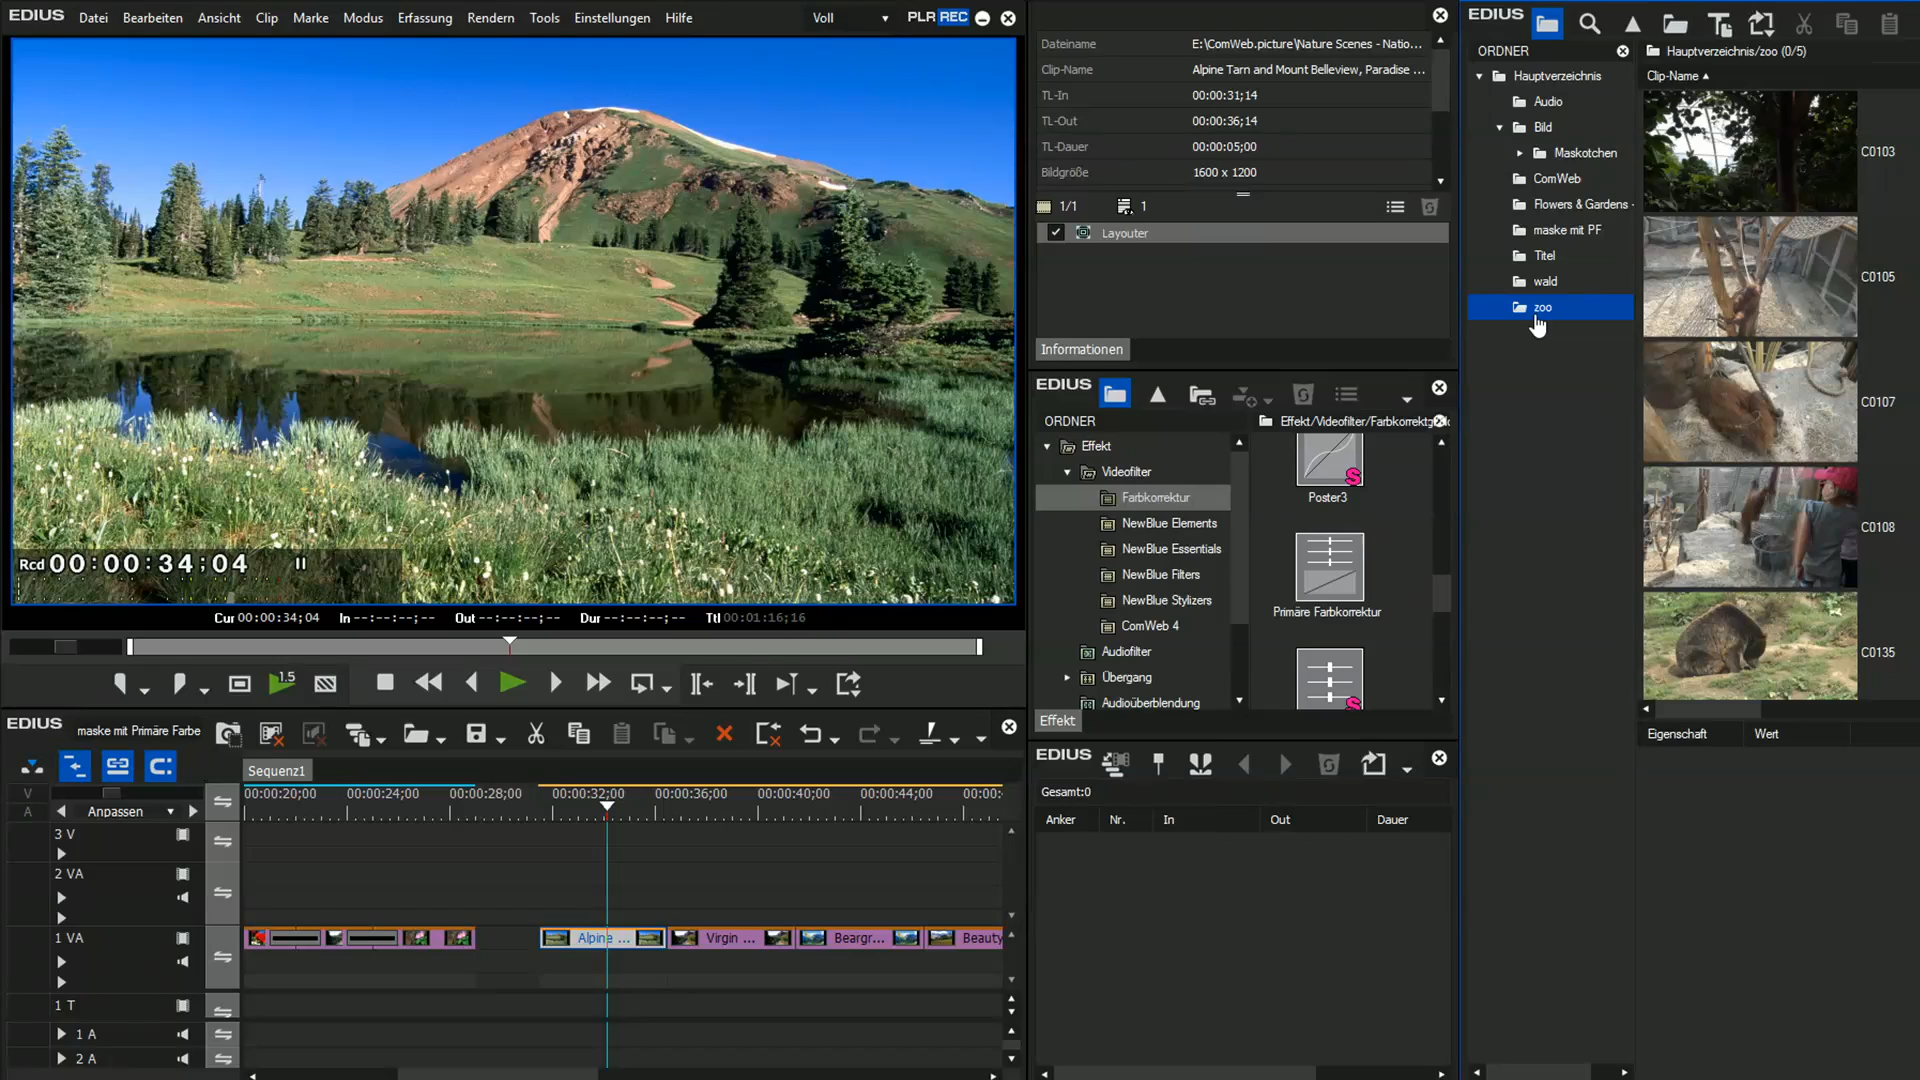 EDIUS Datei Bearbeiten Ansicht Clip Marke Modus Erfassung Rendern Tools Einstellungen Hilfe Voll PLR REC
Rcd 00:00:34;04
Cur 00:00:34;04 In --:--:--;-- Out --:--:--;-- Dur --:--:--;-- Ttl 00:01:16;16
1.5
EDIUS maske mit Primäre Farbe
Sequenz1
V
A
Anpassen
00:00:20;00 00:00:24;00 00:00:28;00 00:00:32;00 00:00:36;00 00:00:40;00 00:00:44;00 00:00:
3 V
2 VA
1 VA
Alpine ... Virgin ... Beargr... Beauty
1 T
1 A
2 A
Dateiname E:\ComWeb.picture\Nature Scenes - Natio...
Clip-Name Alpine Tarn and Mount Belleview, Paradise ...
TL-In 00:00:31;14
TL-Out 00:00:36;14
TL-Dauer 00:00:05;00
Bildgröße 1600 x 1200
1/1 1
Layouter
Informationen
EDIUS
ORDNER
Effekt/Videofilter/Farbkorrektur
Effekt
Videofilter
Farbkorrektur
NewBlue Elements
NewBlue Essentials
NewBlue Filters
NewBlue Stylizers
ComWeb 4
Audiofilter
Übergang
Audioüberblendung
S
Poster3
Primäre Farbkorrektur
S
Effekt
EDIUS
Gesamt:0
Anker Nr. In Out Dauer
EDIUS
ORDNER
Hauptverzeichnis/zoo (0/5)
Hauptverzeichnis
Audio
Bild
Maskotchen
ComWeb
Flowers & Gardens -
maske mit PF
Titel
wald
zoo
Clip-Name
C0103
C0105
C0107
C0108
C0135
Eigenschaft Wert